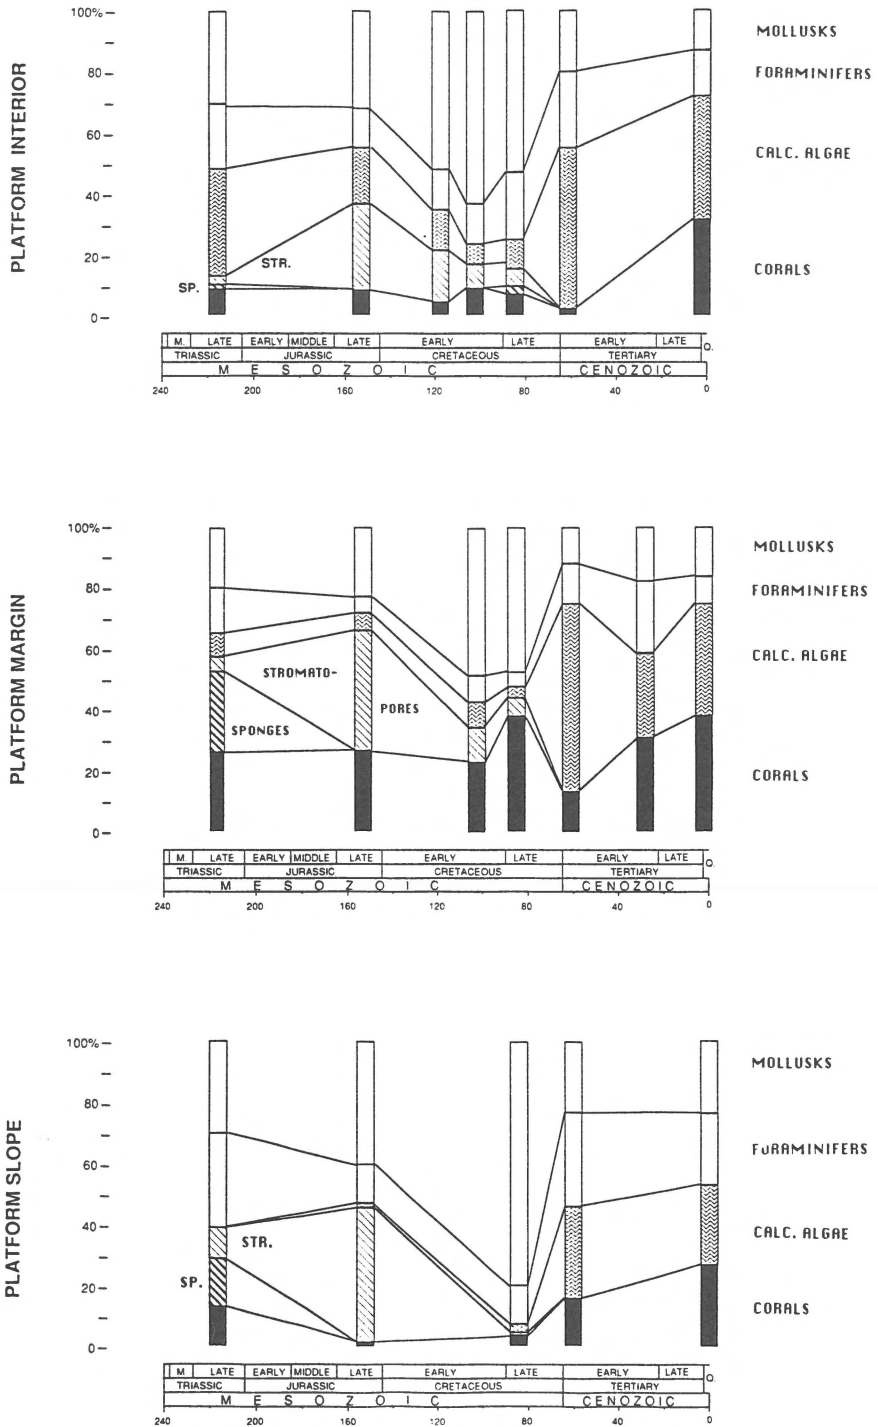 PLATFORM INTERIOR
100%
80
60
40
20
0
MOLLUSKS
FORAMINIFERS
CALC. ALGAE
CORALS
STR.
SP.
M. LATE EARLY MIDDLE LATE EARLY LATE EARLY LATE Q.
TRIASSIC JURASSIC CRETACEOUS TERTIARY
MESOZOIC CENOZOIC
240 200 160 120 80 40 0
PLATFORM MARGIN
100%
80
60
40
20
0
MOLLUSKS
FORAMINIFERS
CALC. ALGAE
CORALS
STROMATO-
PORES
SPONGES
M LATE EARLY MIDDLE LATE EARLY LATE EARLY LATE Q.
TRIASSIC JURASSIC CRETACEOUS TERTIARY
MESOZOIC CENOZOIC
240 200 160 120 80 40 0
PLATFORM SLOPE
100%
80
60
40
20
0
MOLLUSKS
FoRAMINIFERS
CALC. ALGAE
CORALS
STR.
SP.
M LATE EARLY MIDDLE LATE EARLY LATE EARLY LATE Q.
TRIASSIC JURASSIC CRETACEOUS TERTIARY
MESOZOIC CENOZOIC
240 200 160 120 80 40 0